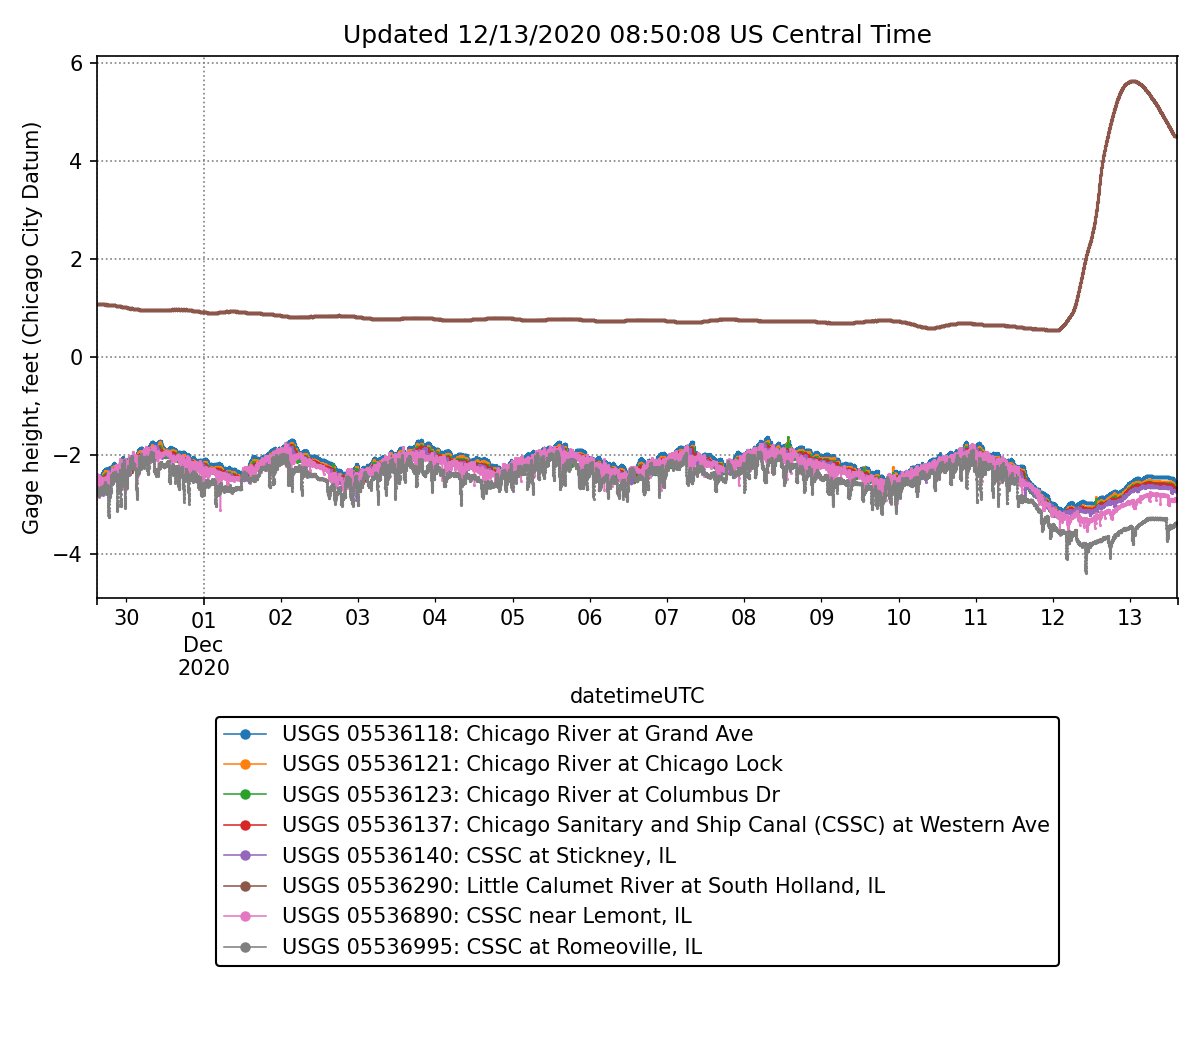 Updated 12/13/2020 08:50:08 US Central Time
Gage height, feet (Chicago City Datum)
6
4
2
0
−2
−4
30 01 02 03 04 05 06 07 08 09 10 11 12 13
Dec
2020
datetimeUTC
USGS 05536118: Chicago River at Grand Ave
USGS 05536121: Chicago River at Chicago Lock
USGS 05536123: Chicago River at Columbus Dr
USGS 05536137: Chicago Sanitary and Ship Canal (CSSC) at Western Ave
USGS 05536140: CSSC at Stickney, IL
USGS 05536290: Little Calumet River at South Holland, IL
USGS 05536890: CSSC near Lemont, IL
USGS 05536995: CSSC at Romeoville, IL